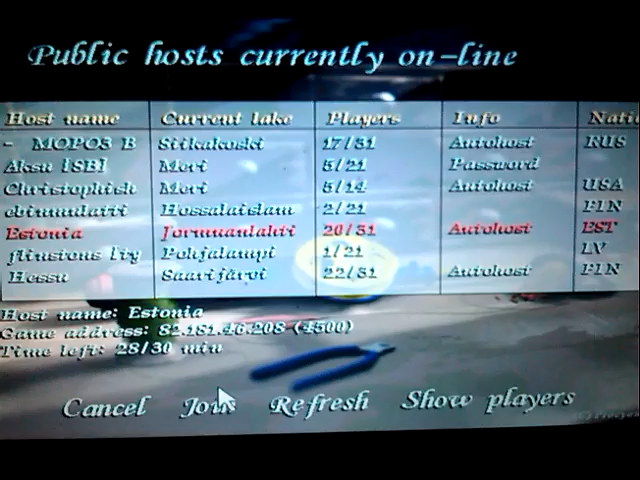 Public hosts currently on-line
Host name Current lake Players Info Nati
- MOPO3 B Siikakoski 17/31 Autohost RUS
Aksu [SB] Meri 5/21 Password
Christophish Meri 5/14 Autohost USA
2/21 FIN
Estonia Jormuanlahti 20/31 Autohost EST
Pohjalampi 1/21 LV
Hessu Saarijärvi 22/31 Autohost FIN
Host name: Estonia
Game address: 82.181.46.208 (4500)
Time left: 28/30 min
Cancel Join Refresh Show players